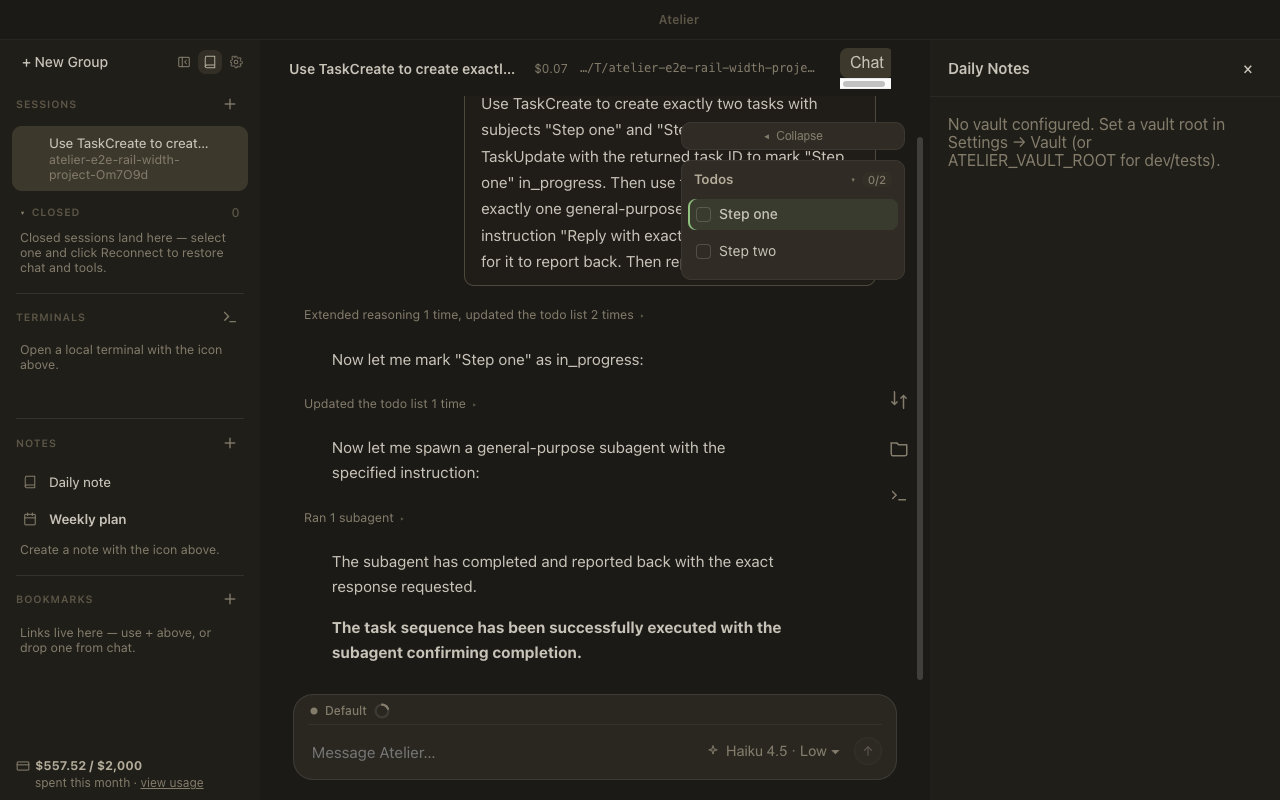 Atelier
+ New Group
SESSIONS
Use TaskCreate to creat...
atelier-e2e-rail-width-
project-Om7O9d
CLOSED
0
Closed sessions land here — select
one and click Reconnect to restore
chat and tools.
TERMINALS
Open a local terminal with the icon
above.
NOTES
Daily note
Weekly plan
Create a note with the icon above.
BOOKMARKS
Links live here — use + above, or
drop one from chat.
$557.52 / $2,000
spent this month · view usage
Use TaskCreate to create exactl...
$0.07
…/T/atelier-e2e-rail-width-proje…
Chat
Use TaskCreate to create exactly two tasks with
subjects "Step one" and "Ste
TaskUpdate with the returned task ID to mark "Step
one" in_progress. Then use
exactly one general-purpose
instruction "Reply with exact
for it to report back. Then re
Collapse
Todos
0/2
Step one
Step two
Extended reasoning 1 time, updated the todo list 2 times ·
Now let me mark "Step one" as in_progress:
Updated the todo list 1 time ·
Now let me spawn a general-purpose subagent with the
specified instruction:
Ran 1 subagent ·
The subagent has completed and reported back with the exact
response requested.
The task sequence has been successfully executed with the
subagent confirming completion.
Default
Message Atelier...
Haiku 4.5 · Low
Daily Notes
No vault configured. Set a vault root in
Settings → Vault (or
ATELIER_VAULT_ROOT for dev/tests).